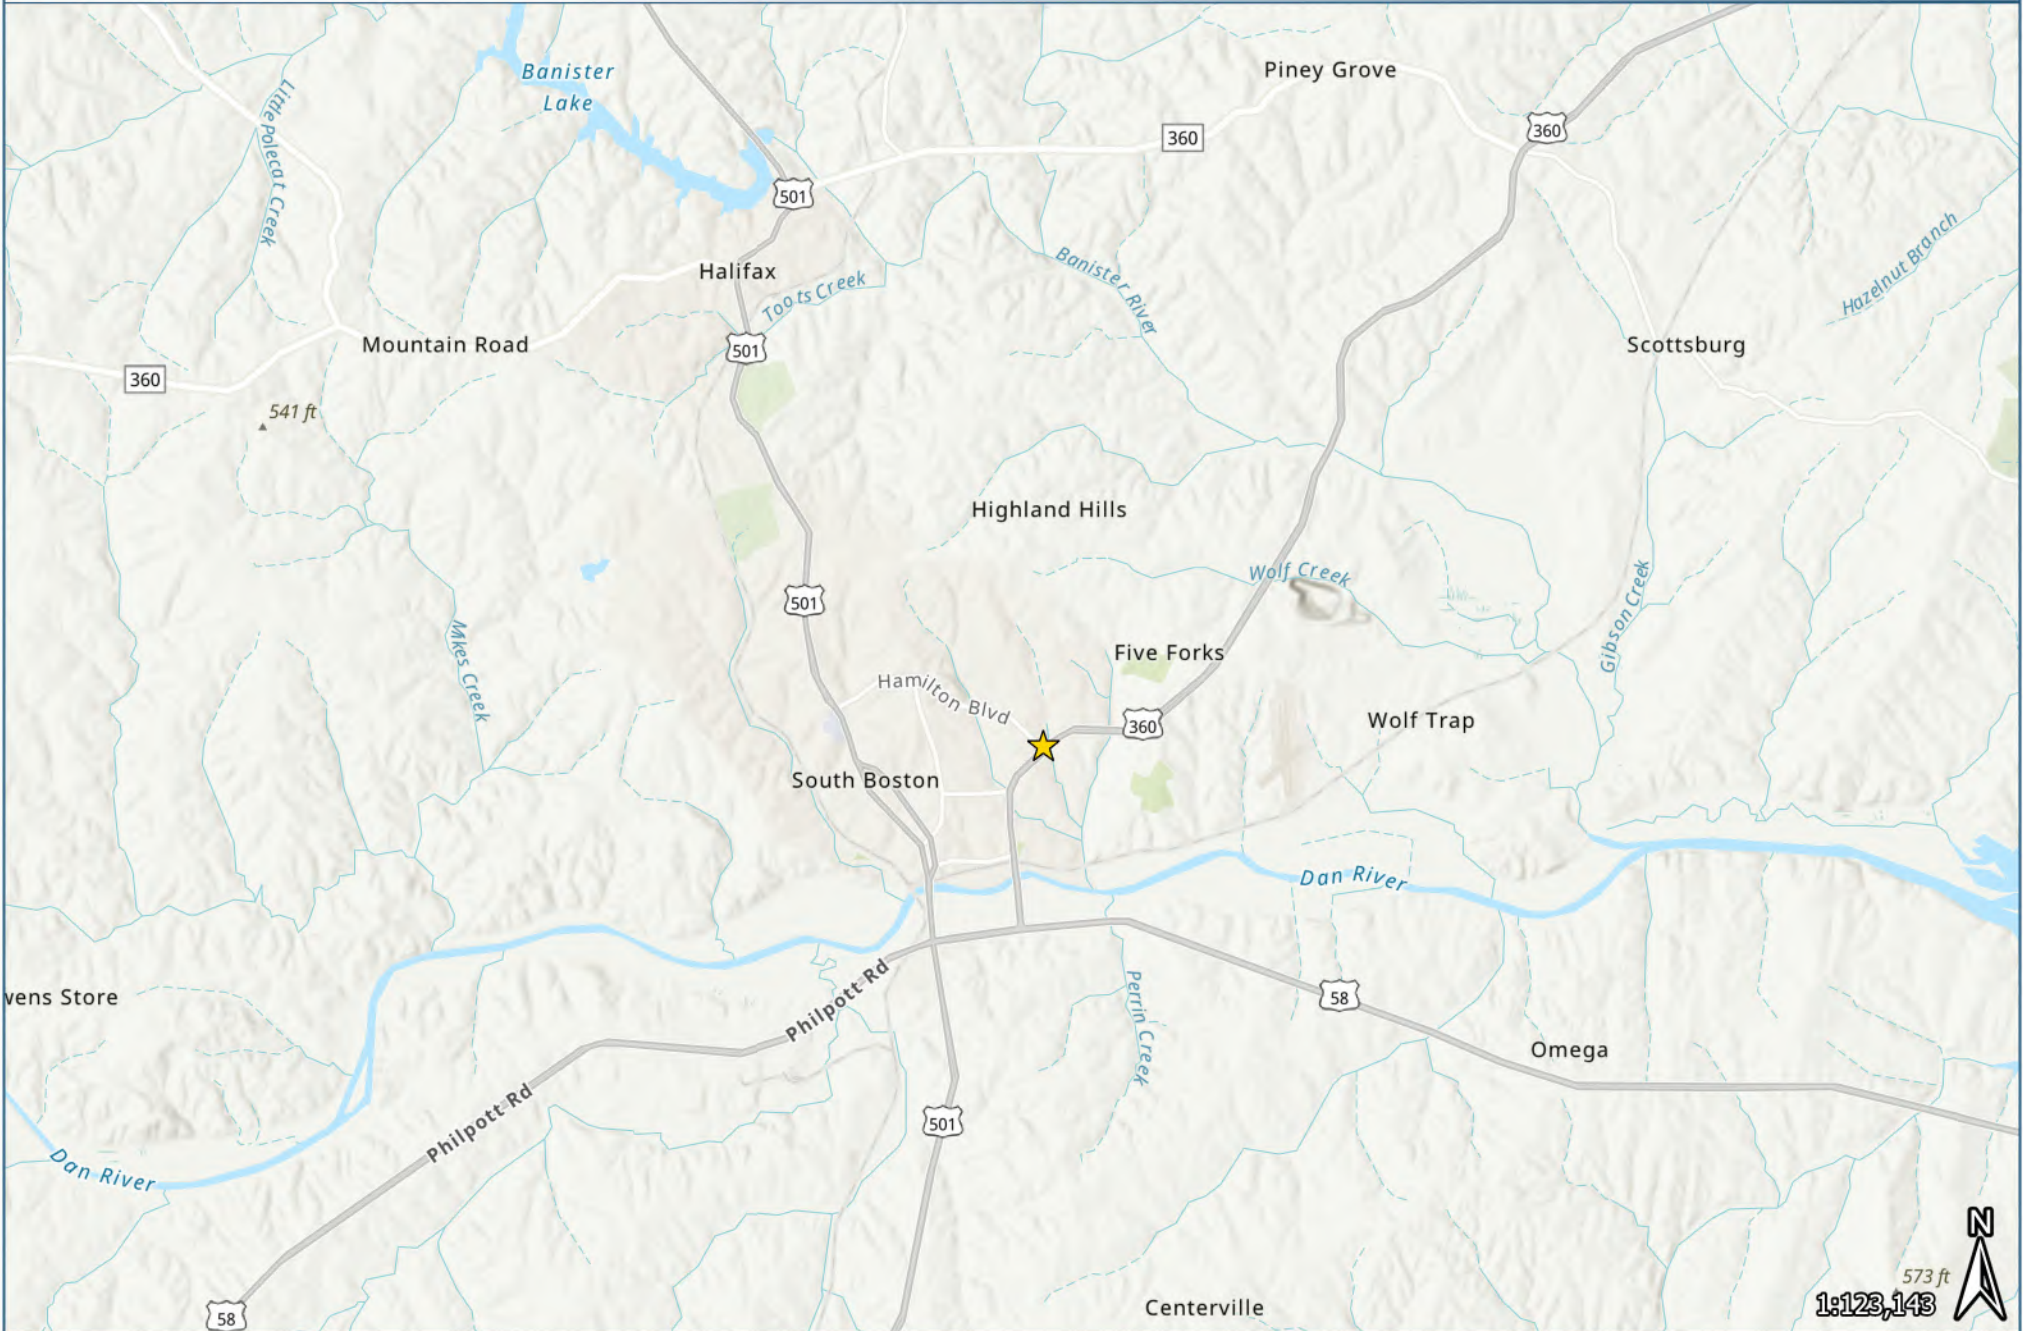 Banister
Lake
Piney Grove
360
360
Little Polecat Creek
501
Halifax
Toots Creek
Banister River
Hazelnut Branch
Mountain Road
501
Scottsburg
360
541 ft
Highland Hills
Wolf Creek
501
Gibson Creek
Mikes Creek
Five Forks
Hamilton Blvd
360
Wolf Trap
South Boston
Dan River
wens Store
Philpott Rd
Perrin Creek
58
Omega
Philpott Rd
501
Dan River
N
573 ft
1:123,143
Centerville
58